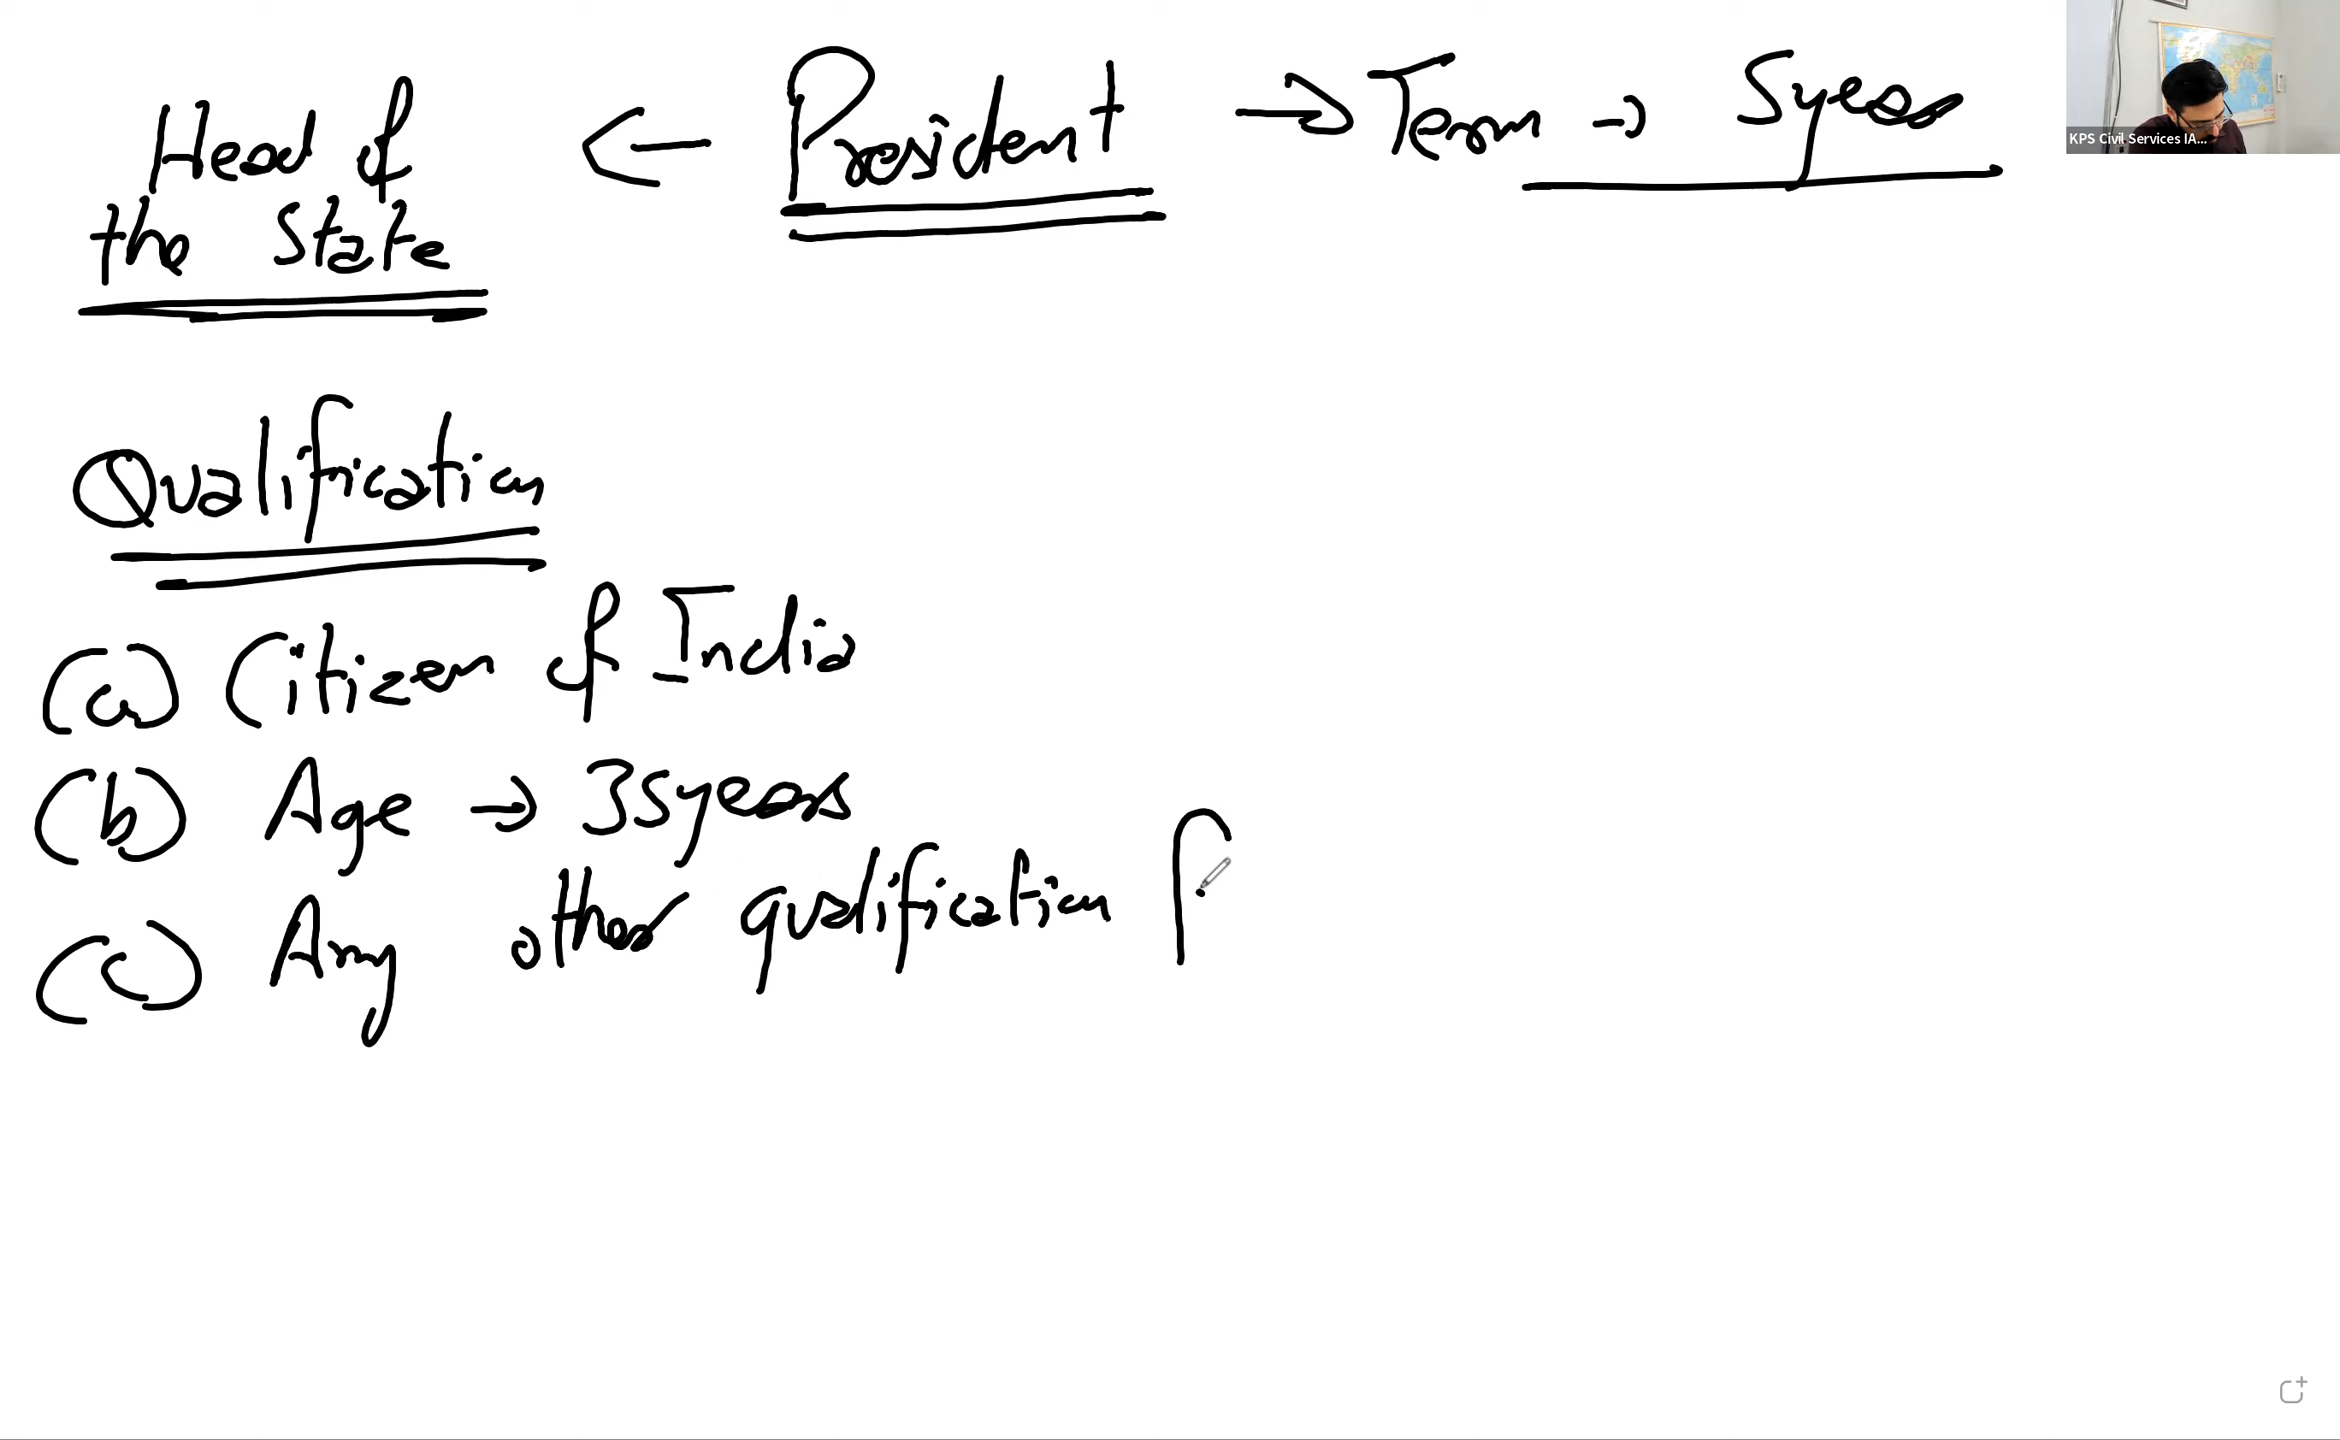 Head of
the State
← President → Term → 5years
Qualification
(a) Citizen of India
(b) Age → 35years
(c) Any other qualification
KPS Civil Services IA...